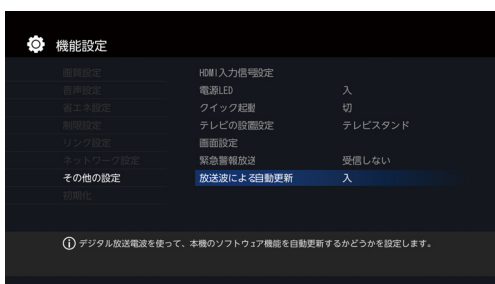 機能設定
画質設定
音声設定
省エネ設定
制限設定
リンク設定
ネットワーク設定
その他の設定
初期化
HDMI入力信号設定
電源LED 入
クイック起動 切
テレビの設置設定 テレビスタンド
画面設定
緊急警報放送 受信しない
放送波による自動更新 入
デジタル放送電波を使って、本機のソフトウェア機能を自動更新するかどうかを設定します。